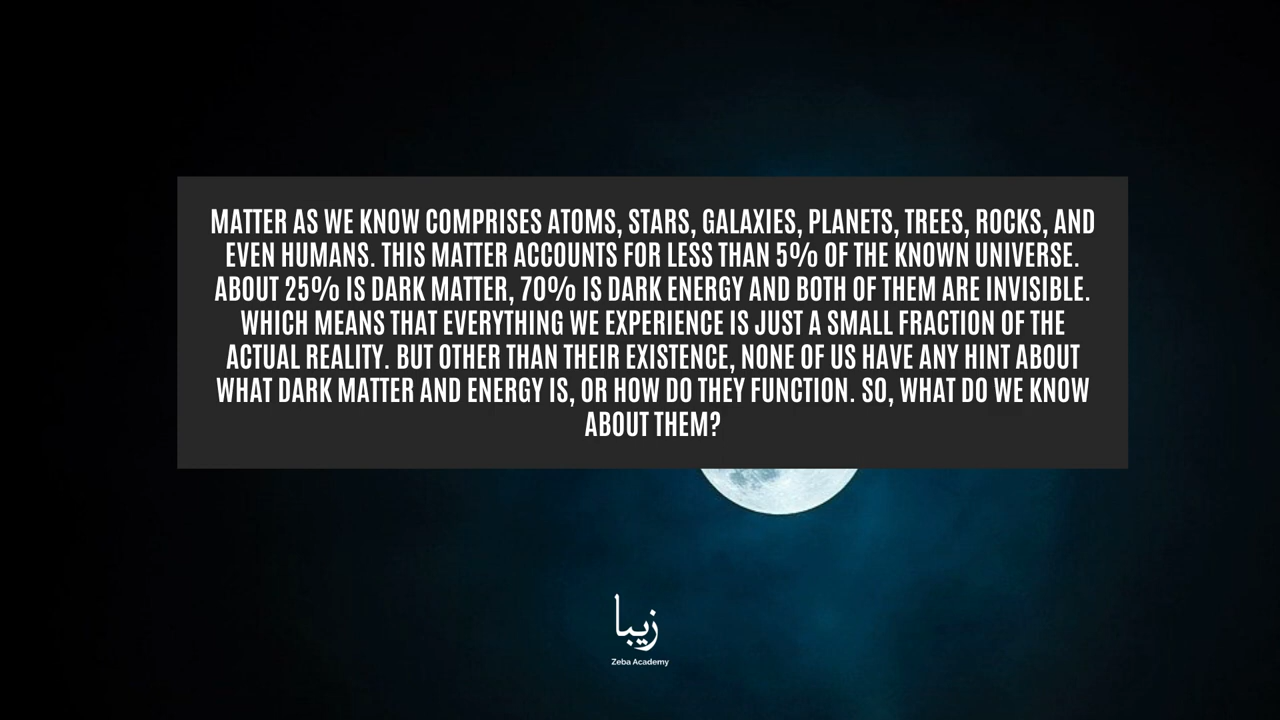 MATTER AS WE KNOW COMPRISES ATOMS, STARS, GALAXIES, PLANETS, TREES, ROCKS, AND
EVEN HUMANS. THIS MATTER ACCOUNTS FOR LESS THAN 5% OF THE KNOWN UNIVERSE.
ABOUT 25% IS DARK MATTER, 70% IS DARK ENERGY AND BOTH OF THEM ARE INVISIBLE.
WHICH MEANS THAT EVERYTHING WE EXPERIENCE IS JUST A SMALL FRACTION OF THE
ACTUAL REALITY. BUT OTHER THAN THEIR EXISTENCE, NONE OF US HAVE ANY HINT ABOUT
WHAT DARK MATTER AND ENERGY IS, OR HOW DO THEY FUNCTION. SO, WHAT DO WE KNOW
ABOUT THEM?
زیبا
Zeba Academy